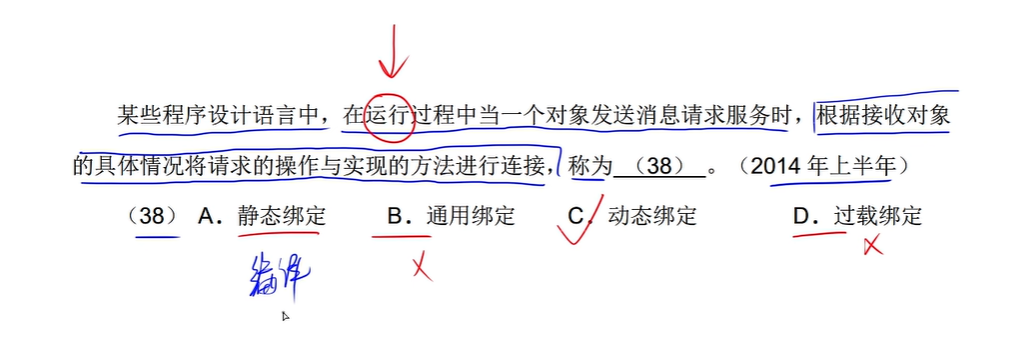 某些程序设计语言中，在运行过程中当一个对象发送消息请求服务时，根据接收对象
的具体情况将请求的操作与实现的方法进行连接，称为（38）。（2014 年上半年）
（38） A．静态绑定 B．通用绑定 C．动态绑定 D．过载绑定
编译